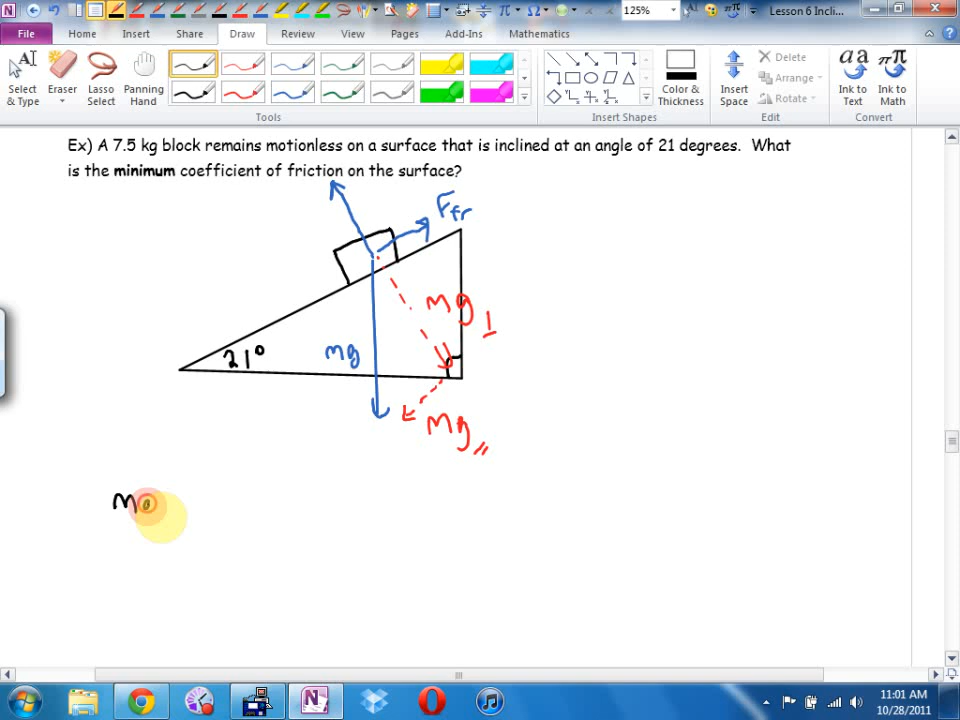 125%
Lesson 6 Incli...
File Home Insert Share Draw Review View Pages Add-Ins Mathematics
Select & Type
Eraser
Lasso Select
Panning Hand
Color & Thickness
Insert Space
Delete
Arrange
Rotate
Ink to Text
Ink to Math
Tools Insert Shapes Edit Convert
Ex) A 7.5 kg block remains motionless on a surface that is inclined at an angle of 21 degrees. What
is the minimum coefficient of friction on the surface?
Ffr
mg⊥
21°
mg
mg//
ma
11:01 AM
10/28/2011